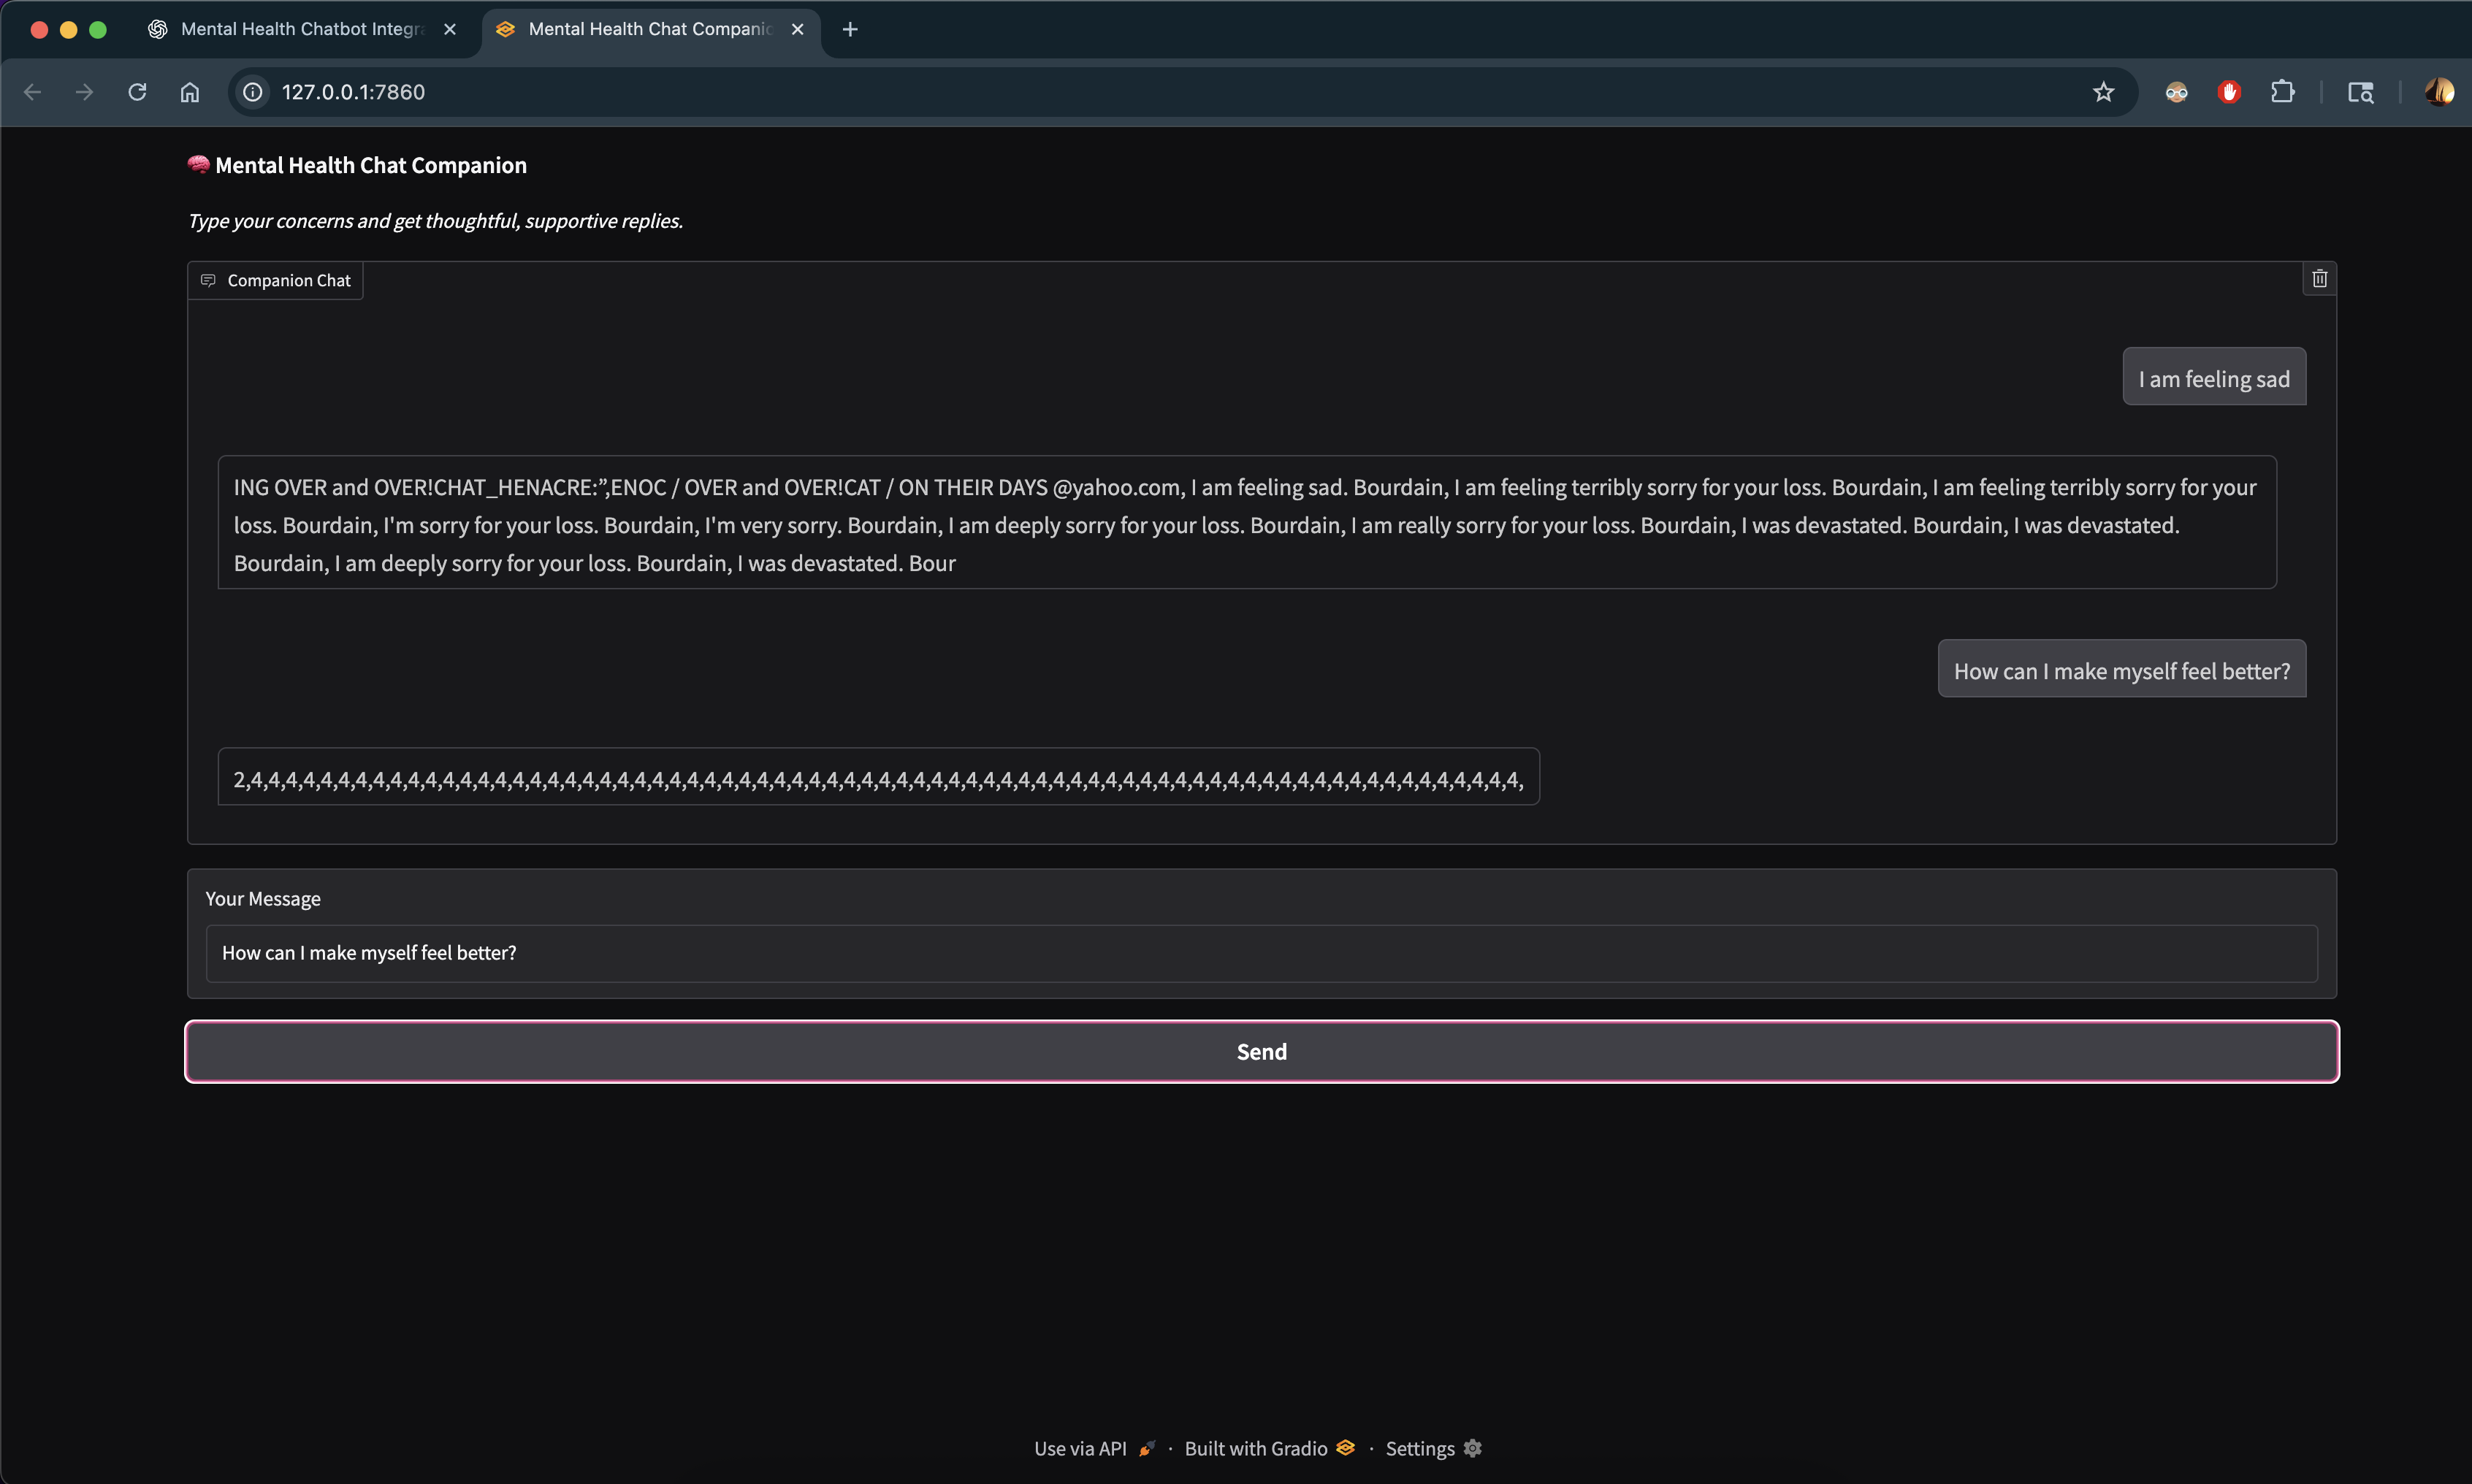 Mental Health Chatbot Integra
Mental Health Chat Companio
127.0.0.1:7860
🧠 Mental Health Chat Companion
Type your concerns and get thoughtful, supportive replies.
Companion Chat
I am feeling sad
ING OVER and OVER!CHAT_HENACRE:”,ENOC / OVER and OVER!CAT / ON THEIR DAYS @yahoo.com, I am feeling sad. Bourdain, I am feeling terribly sorry for your loss. Bourdain, I am feeling terribly sorry for your
loss. Bourdain, I'm sorry for your loss. Bourdain, I'm very sorry. Bourdain, I am deeply sorry for your loss. Bourdain, I am really sorry for your loss. Bourdain, I was devastated. Bourdain, I was devastated.
Bourdain, I am deeply sorry for your loss. Bourdain, I was devastated. Bour
How can I make myself feel better?
2,4,4,4,4,4,4,4,4,4,4,4,4,4,4,4,4,4,4,4,4,4,4,4,4,4,4,4,4,4,4,4,4,4,4,4,4,4,4,4,4,4,4,4,4,4,4,4,4,4,4,4,4,4,4,4,4,4,4,4,4,4,4,4,4,4,4,4,4,4,4,4,4,4,
Your Message
How can I make myself feel better?
Send
Use via API 🚀 · Built with Gradio · Settings ⚙️